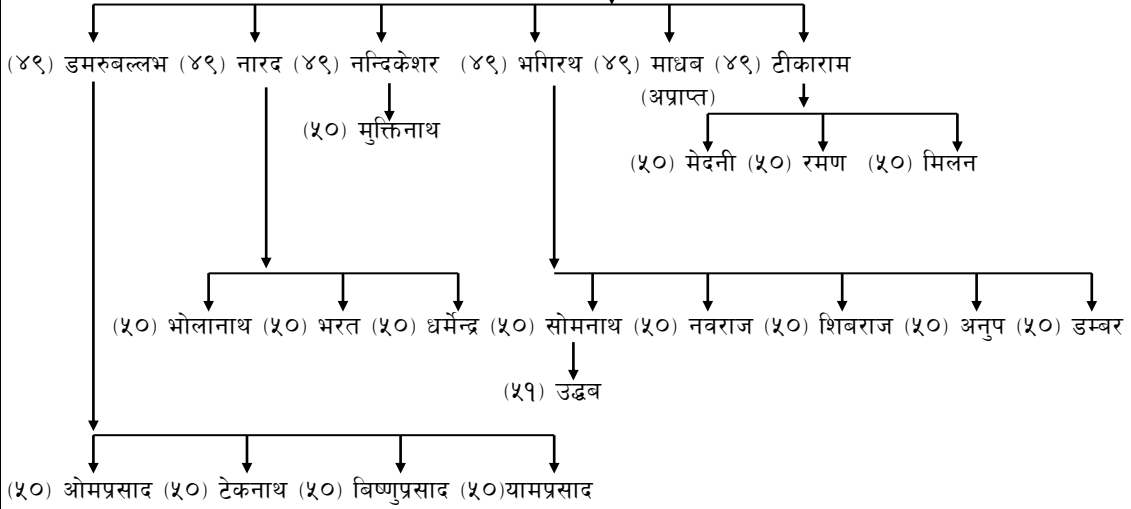 (४९) डमरुबल्लभ (४९) नारद (४९) नन्दिकेशर (४९) भगिरथ (४९) माधब (४९) टीकाराम
(अप्राप्त)
(५०) मुक्तिनाथ
(५०) मेदनी (५०) रमण (५०) मिलन
(५०) भोलानाथ (५०) भरत (५०) धर्मेन्द्र (५०) सोमनाथ (५०) नवराज (५०) शिबराज (५०) अनुप (५०) डम्बर
(५१) उद्धब
(५०) ओमप्रसाद (५०) टेकनाथ (५०) बिष्णुप्रसाद (५०)यामप्रसाद